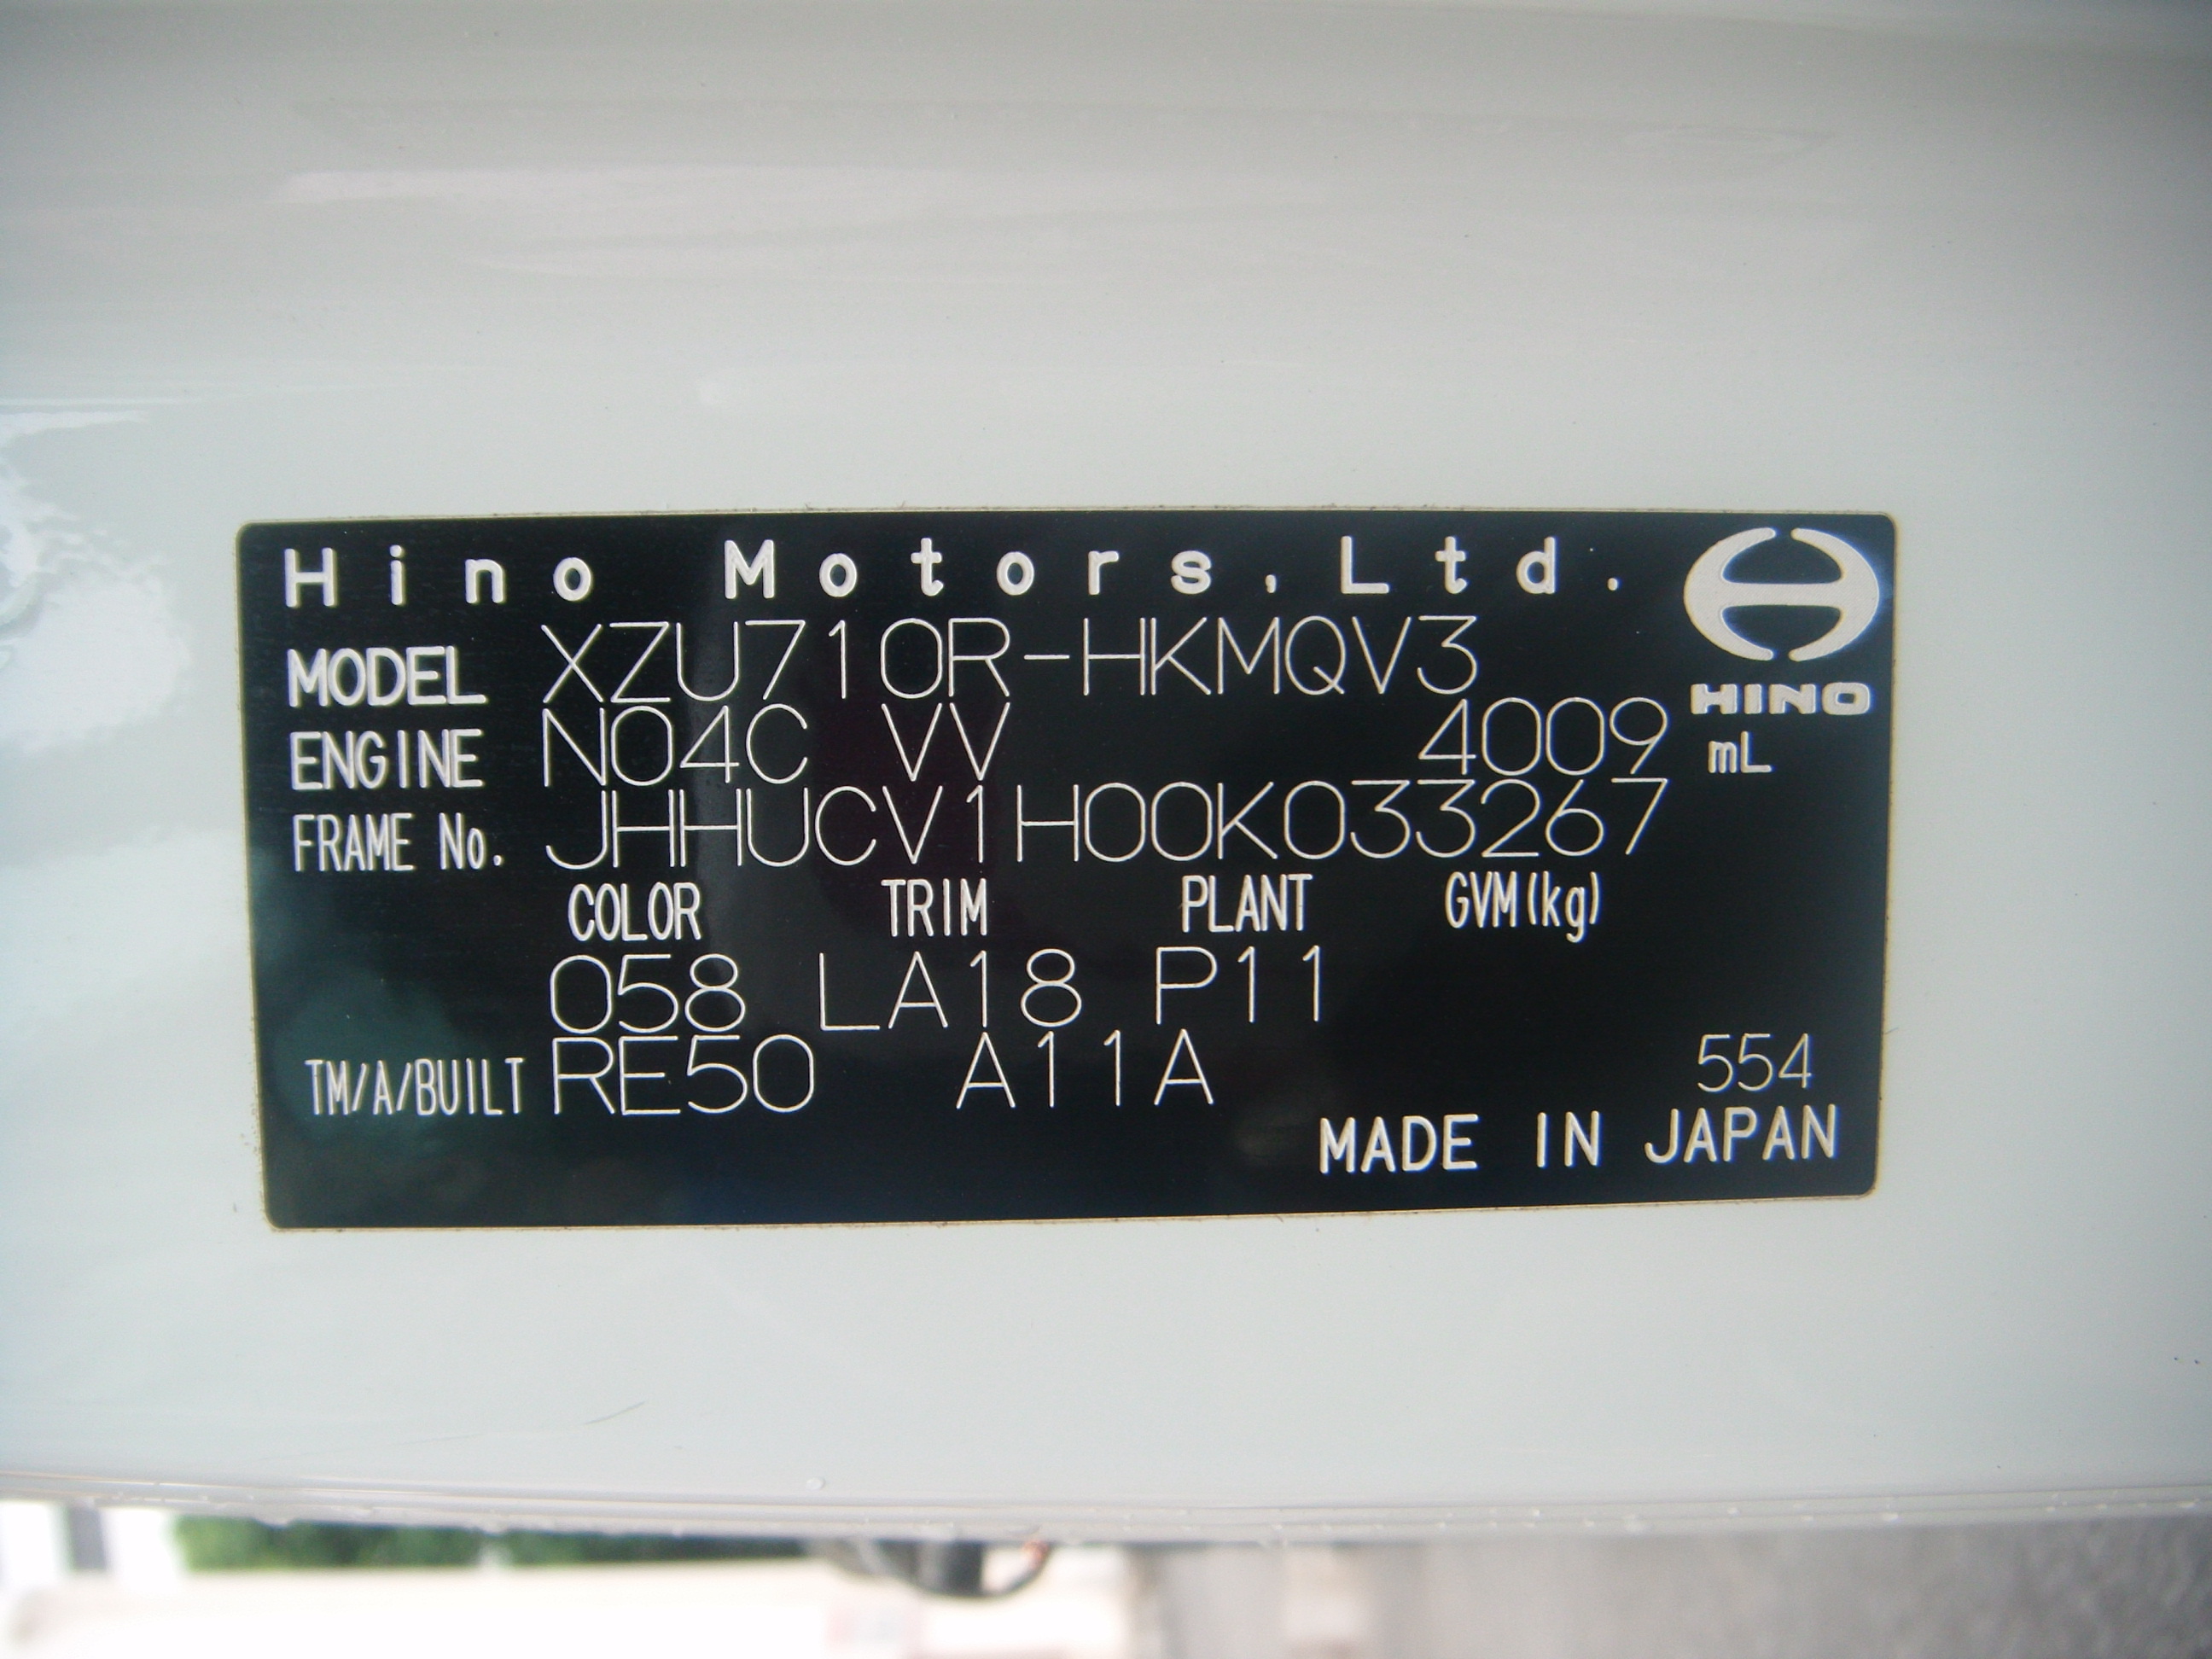 Hino Motors, Ltd.
MODEL XZU710R-HKMQV3
HINO
ENGINE N04C VV 4009 mL
FRAME No. JHHUCV1H00K033267
COLOR TRIM PLANT GVM(kg)
058 LA18 P11
TM/A/BUILT RE50 A11A 554
MADE IN JAPAN